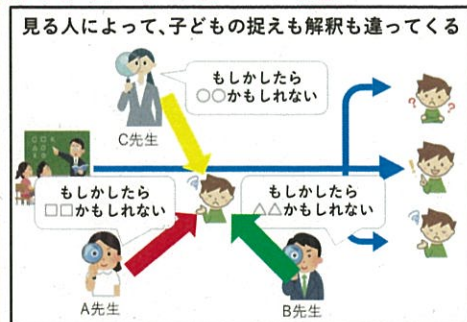 見る人によって、子どもの捉えも解釈も違ってくる
もしかしたら
○○かもしれない
C先生
もしかしたら
□□かもしれない
もしかしたら
△△かもしれない
A先生
B先生